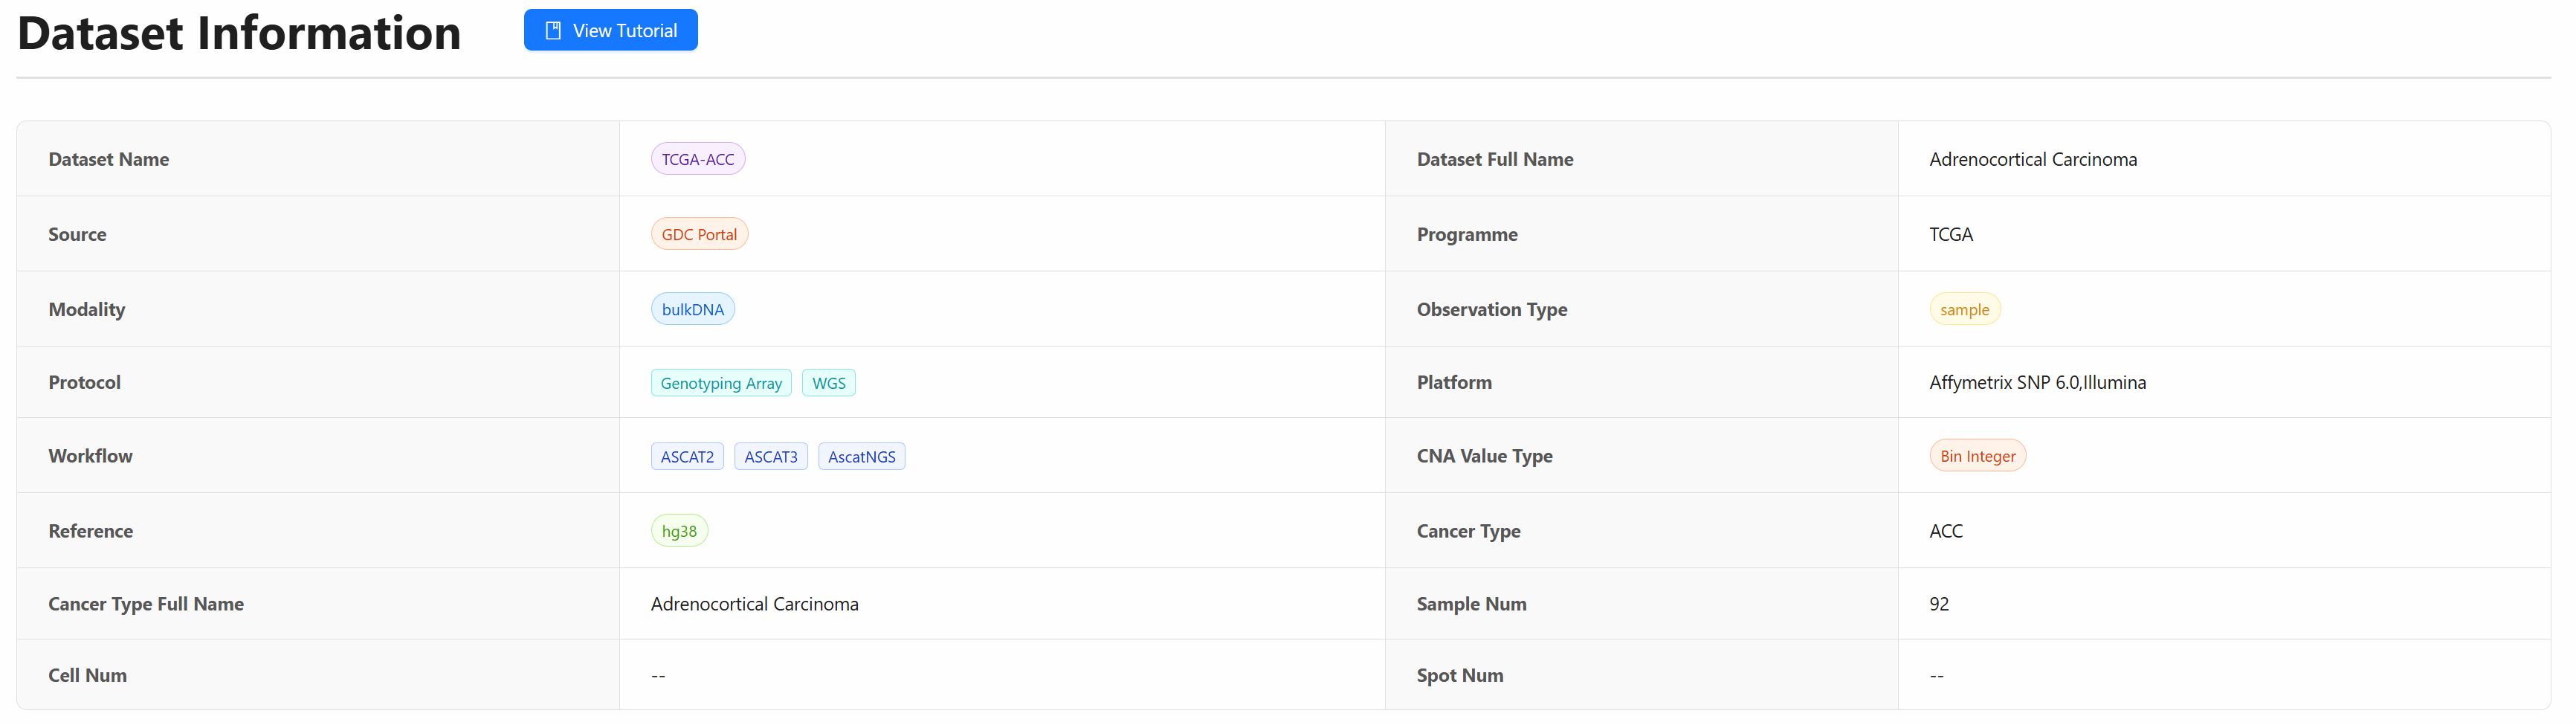 Dataset Information View Tutorial
Dataset Name TCGA-ACC Dataset Full Name Adrenocortical Carcinoma
Source GDC Portal Programme TCGA
Modality bulkDNA Observation Type sample
Protocol Genotyping Array WGS Platform Affymetrix SNP 6.0,Illumina
Workflow ASCAT2 ASCAT3 AscatNGS CNA Value Type Bin Integer
Reference hg38 Cancer Type ACC
Cancer Type Full Name Adrenocortical Carcinoma Sample Num 92
Cell Num -- Spot Num --